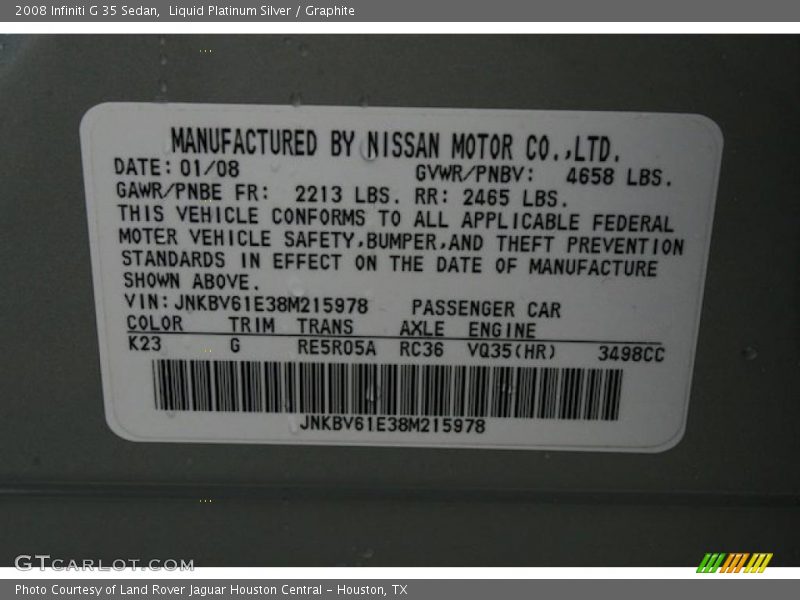 2008 Infiniti G 35 Sedan,  Liquid Platinum Silver / Graphite
MANUFACTURED BY NISSAN MOTOR CO.,LTD.
DATE: 01/08 GVWR/PNBV: 4658 LBS.
GAWR/PNBE FR: 2213 LBS. RR: 2465 LBS.
THIS VEHICLE CONFORMS TO ALL APPLICABLE FEDERAL
MOTER VEHICLE SAFETY,BUMPER,AND THEFT PREVENTION
STANDARDS IN EFFECT ON THE DATE OF MANUFACTURE
SHOWN ABOVE.
VIN: JNKBV61E38M215978 PASSENGER CAR
COLOR TRIM TRANS AXLE ENGINE
K23 G RE5R05A RC36 VQ35(HR) 3498CC
JNKBV61E38M215978
GTCARLOT.COM
Photo Courtesy of Land Rover Jaguar Houston Central - Houston, TX